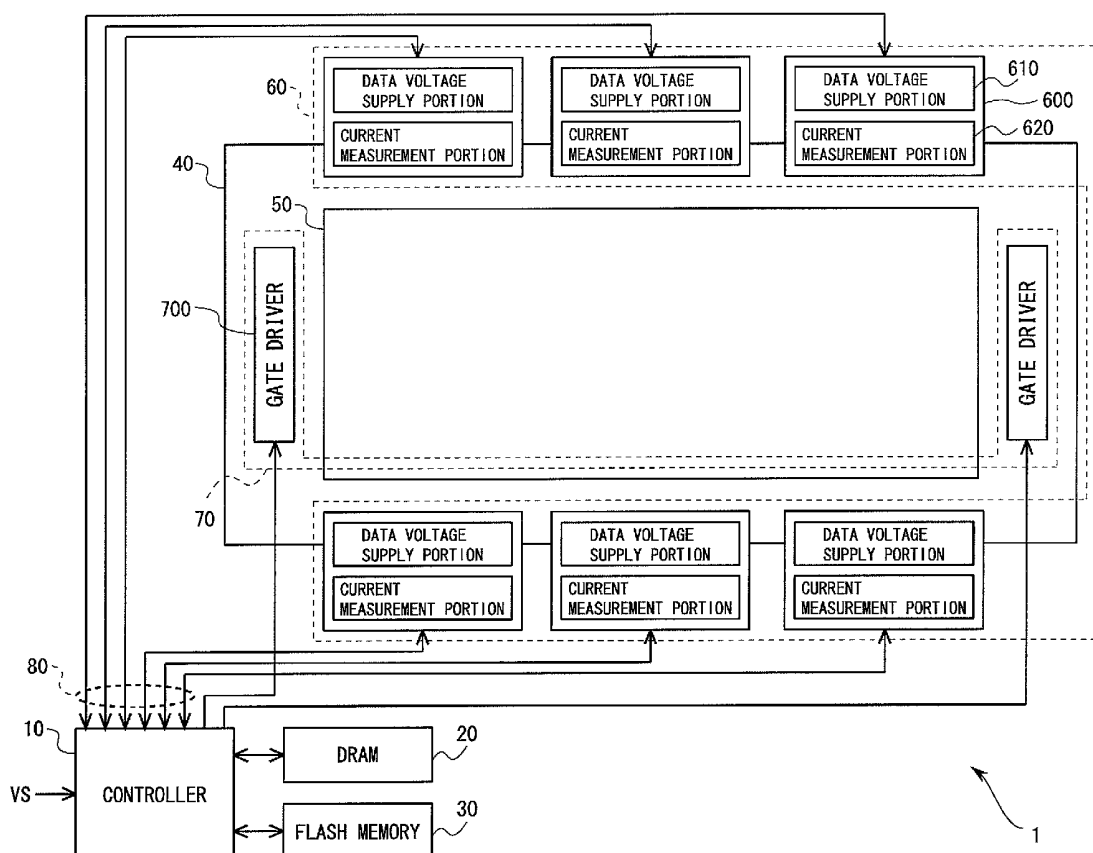 DATA VOLTAGE
SUPPLY PORTION
CURRENT
MEASUREMENT PORTION
DATA VOLTAGE
SUPPLY PORTION
CURRENT
MEASUREMENT PORTION
DATA VOLTAGE
SUPPLY PORTION
CURRENT
MEASUREMENT PORTION
60
610
600
620
40
50
700
GATE DRIVER
GATE DRIVER
70
DATA VOLTAGE
SUPPLY PORTION
CURRENT
MEASUREMENT PORTION
DATA VOLTAGE
SUPPLY PORTION
CURRENT
MEASUREMENT PORTION
DATA VOLTAGE
SUPPLY PORTION
CURRENT
MEASUREMENT PORTION
80
10
VS
CONTROLLER
20
DRAM
30
FLASH MEMORY
1